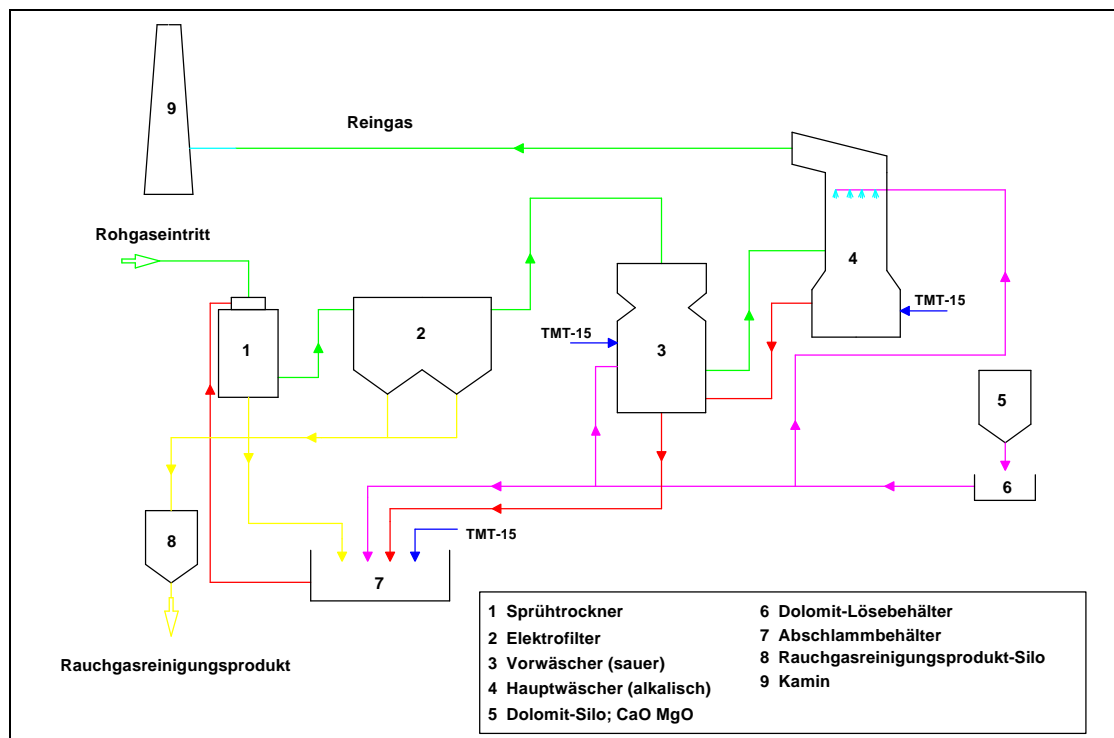 9
Reingas
Rohgaseintritt
4
1
2
TMT-15
3
TMT-15
5
6
8
TMT-15
7
Rauchgasreinigungsprodukt
1 Sprühtrockner
2 Elektrofilter
3 Vorwäscher (sauer)
4 Hauptwäscher (alkalisch)
5 Dolomit-Silo; CaO MgO
6 Dolomit-Lösebehälter
7 Abschlammbehälter
8 Rauchgasreinigungsprodukt-Silo
9 Kamin